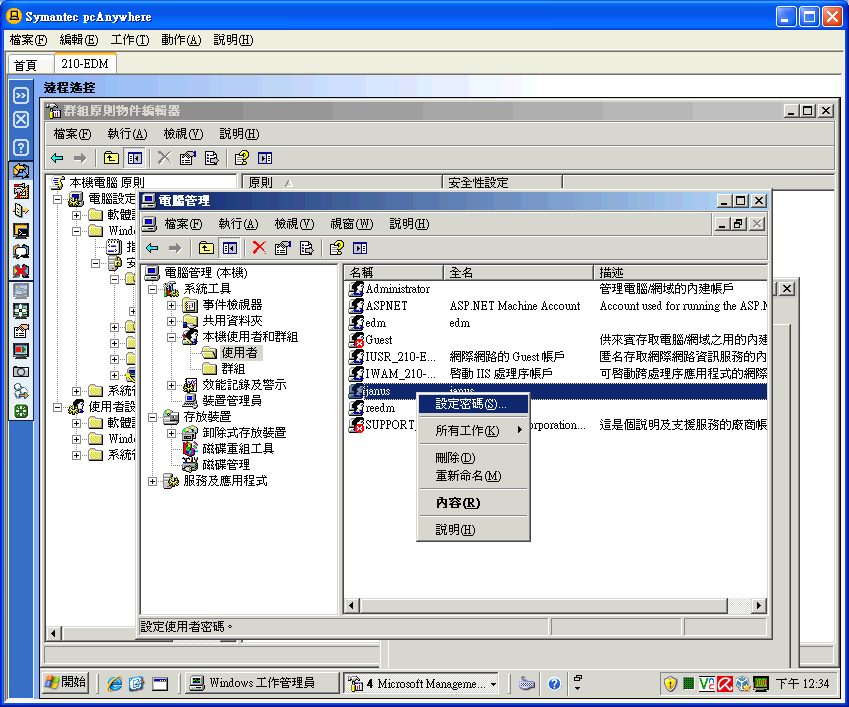 Symantec pcAnywhere
檔案(F) 編輯(E) 工作(T) 動作(A) 說明(H)
首頁 210-EDM
遠程遙控
群組原則物件編輯器
檔案(F) 執行(A) 檢視(V) 說明(H)
本機電腦 原則
原則 安全性設定
電腦設定
軟體
Windo
使用者設
軟體
Windo
電腦管理
檔案(F) 執行(A) 檢視(V) 視窗(W) 說明(H)
電腦管理 (本機)
系統工具
事件檢視器
共用資料夾
本機使用者和群組
使用者
群組
效能記錄及警示
裝置管理員
存放裝置
卸除式存放裝置
磁碟重組工具
磁碟管理
服務及應用程式
名稱 全名 描述
Administrator 管理電腦/網域的內建帳戶
ASPNET ASP.NET Machine Account Account used for running the ASP.N
edm edm
Guest 供來賓存取電腦/網域之用的內建
IUSR_210-E... 網際網路的 Guest 帳戶 匿名存取網際網路資訊服務的內
IWAM_210-... 啟動 IIS 處理序帳戶 可啟動跨處理序應用程式的網際
janus janus
reedm
SUPPORT_ orporation... 這是個說明及支援服務的廠商帳
設定密碼(S)...
所有工作(K)
刪除(D)
重新命名(M)
內容(R)
說明(H)
設定使用者密碼。
開始 Windows 工作管理員 4 Microsoft Manageme... 下午 12:34